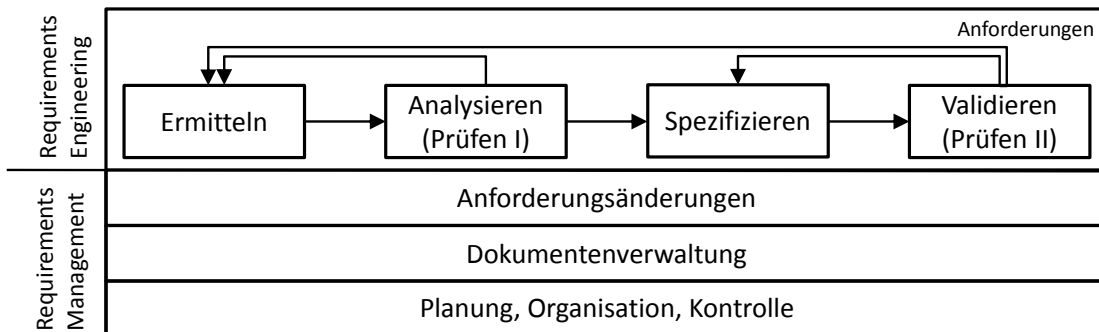 Requirements
Engineering
Anforderungen
Ermitteln
Analysieren
(Prüfen I)
Spezifizieren
Validieren
(Prüfen II)
Requirements
Management
Anforderungsänderungen
Dokumentenverwaltung
Planung, Organisation, Kontrolle